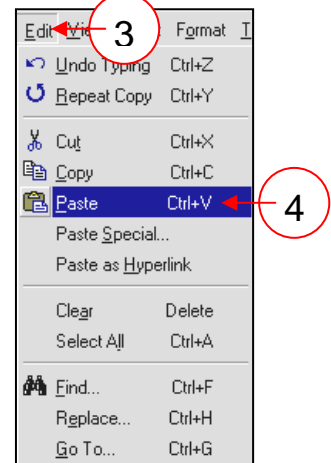 Edit Vie Format T
3
Undo Typing Ctrl+Z
Repeat Copy Ctrl+Y
Cut Ctrl+X
Copy Ctrl+C
Paste Ctrl+V
4
Paste Special...
Paste as Hyperlink
Clear Delete
Select All Ctrl+A
Find... Ctrl+F
Replace... Ctrl+H
Go To... Ctrl+G